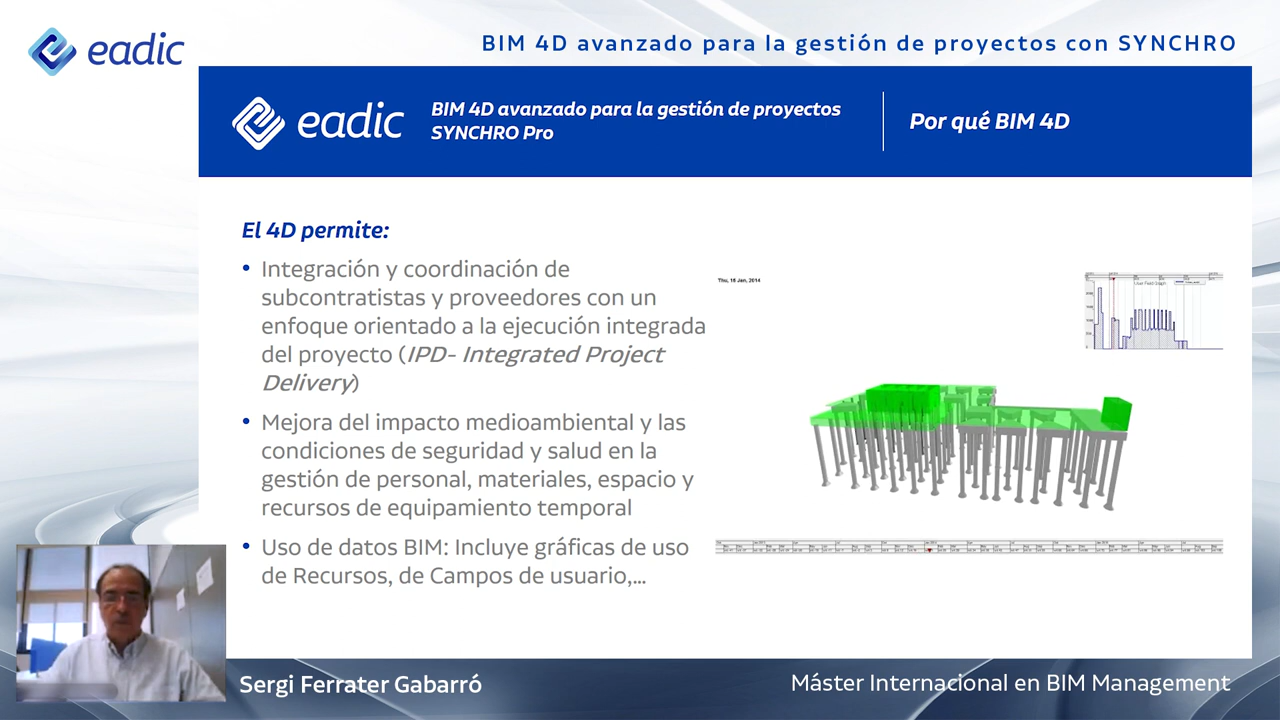 eadic
BIM 4D avanzado para la gestión de proyectos con SYNCHRO
eadic
BIM 4D avanzado para la gestión de proyectos
SYNCHRO Pro
Por qué BIM 4D
El 4D permite:
• Integración y coordinación de
subcontratistas y proveedores con un
enfoque orientado a la ejecución integrada
del proyecto (IPD- Integrated Project
Delivery)
• Mejora del impacto medioambiental y las
condiciones de seguridad y salud en la
gestión de personal, materiales, espacio y
recursos de equipamiento temporal
• Uso de datos BIM: Incluye gráficas de uso
de Recursos, de Campos de usuario,...
User Field Graph
Sergi Ferrater Gabarró
Máster Internacional en BIM Management